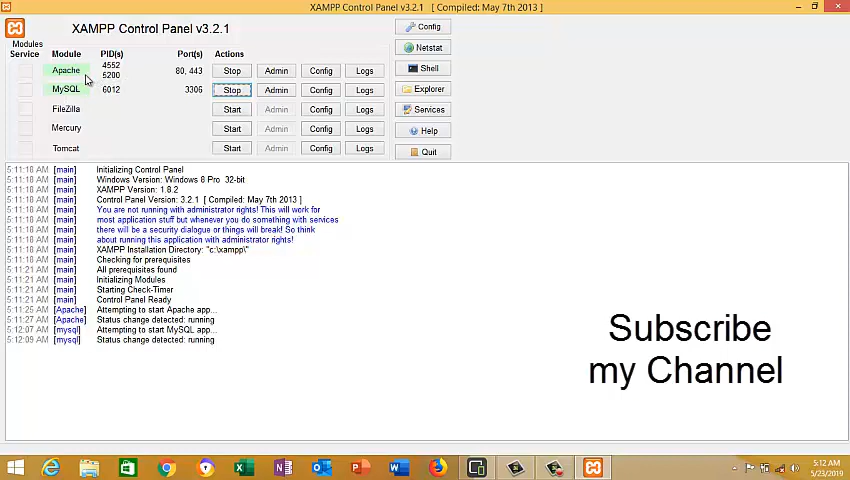 XAMPP Control Panel v3.2.1 [ Compiled: May 7th 2013 ]
XAMPP Control Panel v3.2.1
Modules
Service Module PID(s) Port(s) Actions
Apache 4552 5200 80, 443 Stop Admin Config Logs
MySQL 6012 3306 Stop Admin Config Logs
FileZilla Start Admin Config Logs
Mercury Start Admin Config Logs
Tomcat Start Admin Config Logs
Config
Netstat
Shell
Explorer
Services
Help
Quit
5:11:18 AM [main] Initializing Control Panel
5:11:18 AM [main] Windows Version: Windows 8 Pro 32-bit
5:11:18 AM [main] XAMPP Version: 1.8.2
5:11:18 AM [main] Control Panel Version: 3.2.1 [ Compiled: May 7th 2013 ]
5:11:18 AM [main] You are not running with administrator rights! This will work for
5:11:18 AM [main] most application stuff but whenever you do something with services
5:11:18 AM [main] there will be a security dialogue or things will break! So think
5:11:18 AM [main] about running this application with administrator rights!
5:11:18 AM [main] XAMPP Installation Directory: "c:\xampp\"
5:11:18 AM [main] Checking for prerequisites
5:11:21 AM [main] All prerequisites found
5:11:21 AM [main] Initializing Modules
5:11:21 AM [main] Starting Check-Timer
5:11:21 AM [main] Control Panel Ready
5:11:25 AM [Apache] Attempting to start Apache app...
5:11:27 AM [Apache] Status change detected: running
5:12:07 AM [mysql] Attempting to start MySQL app...
5:12:09 AM [mysql] Status change detected: running
Subscribe
my Channel
5:12 AM
5/23/2019